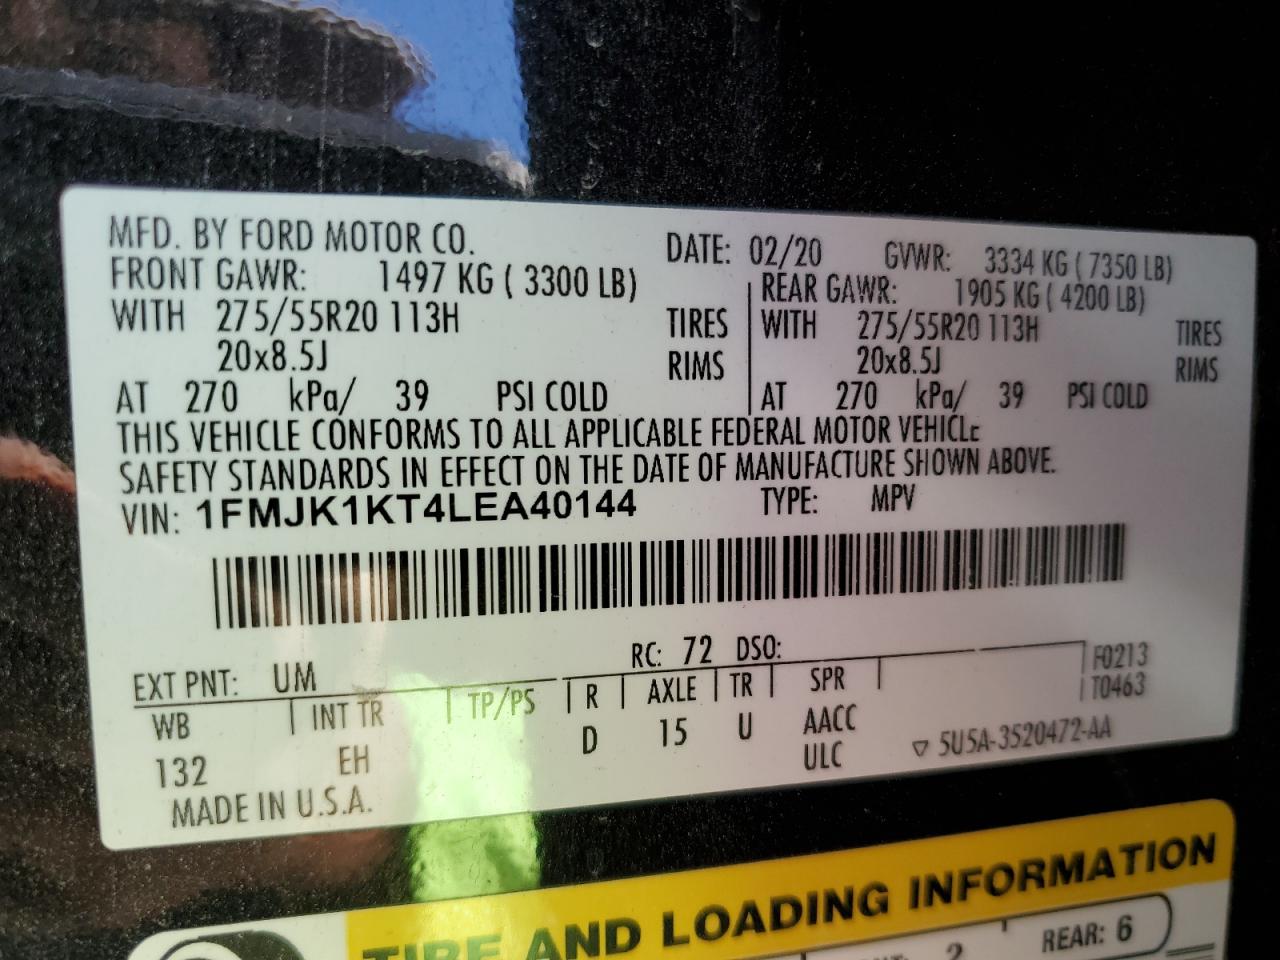 MFD. BY FORD MOTOR CO. DATE: 02/20 GVWR: 3334 KG ( 7350 LB)
FRONT GAWR: 1497 KG ( 3300 LB) REAR GAWR: 1905 KG ( 4200 LB)
WITH 275/55R20 113H TIRES WITH 275/55R20 113H TIRES
20x8.5J RIMS 20x8.5J RIMS
AT 270 kPa/ 39 PSI COLD AT 270 kPa/ 39 PSI COLD
THIS VEHICLE CONFORMS TO ALL APPLICABLE FEDERAL MOTOR VEHICLE
SAFETY STANDARDS IN EFFECT ON THE DATE OF MANUFACTURE SHOWN ABOVE.
VIN: 1FMJK1KT4LEA40144 TYPE: MPV
EXT PNT: UM RC: 72 DSO: F0213
WB INT TR TP/PS R AXLE TR SPR T0463
132 EH D 15 U AACC ▽ 5U5A-3520472-AA
ULC
MADE IN U.S.A.
TIRE AND LOADING INFORMATION
2 REAR: 6